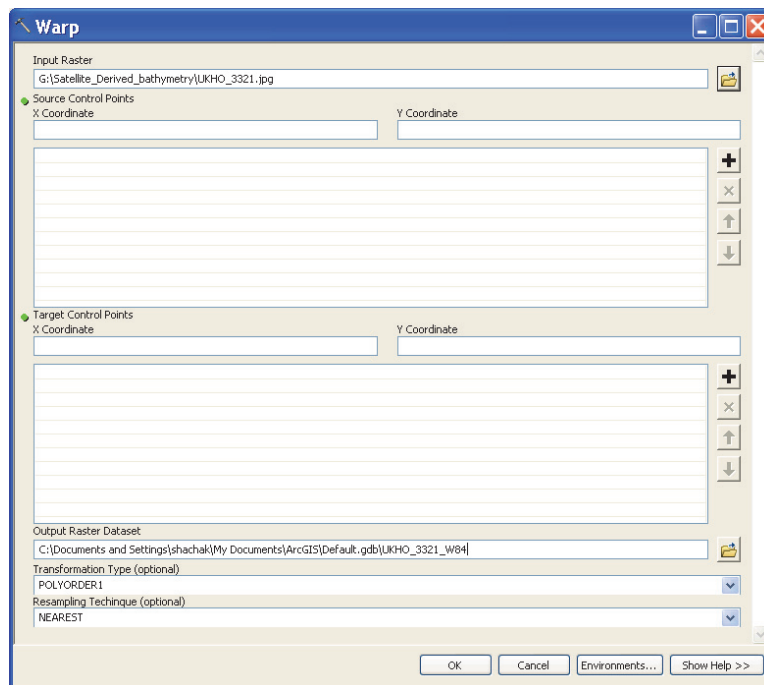 Warp
Input Raster
G:\Satellite_Derived_bathymetry\UKHO_3321.jpg
Source Control Points
X Coordinate Y Coordinate
Target Control Points
X Coordinate Y Coordinate
Output Raster Dataset
C:\Documents and Settings\shachak\My Documents\ArcGIS\Default.gdb\UKHO_3321_W84
Transformation Type (optional)
POLYORDER1
Resampling Techinque (optional)
NEAREST
OK Cancel Environments... Show Help >>